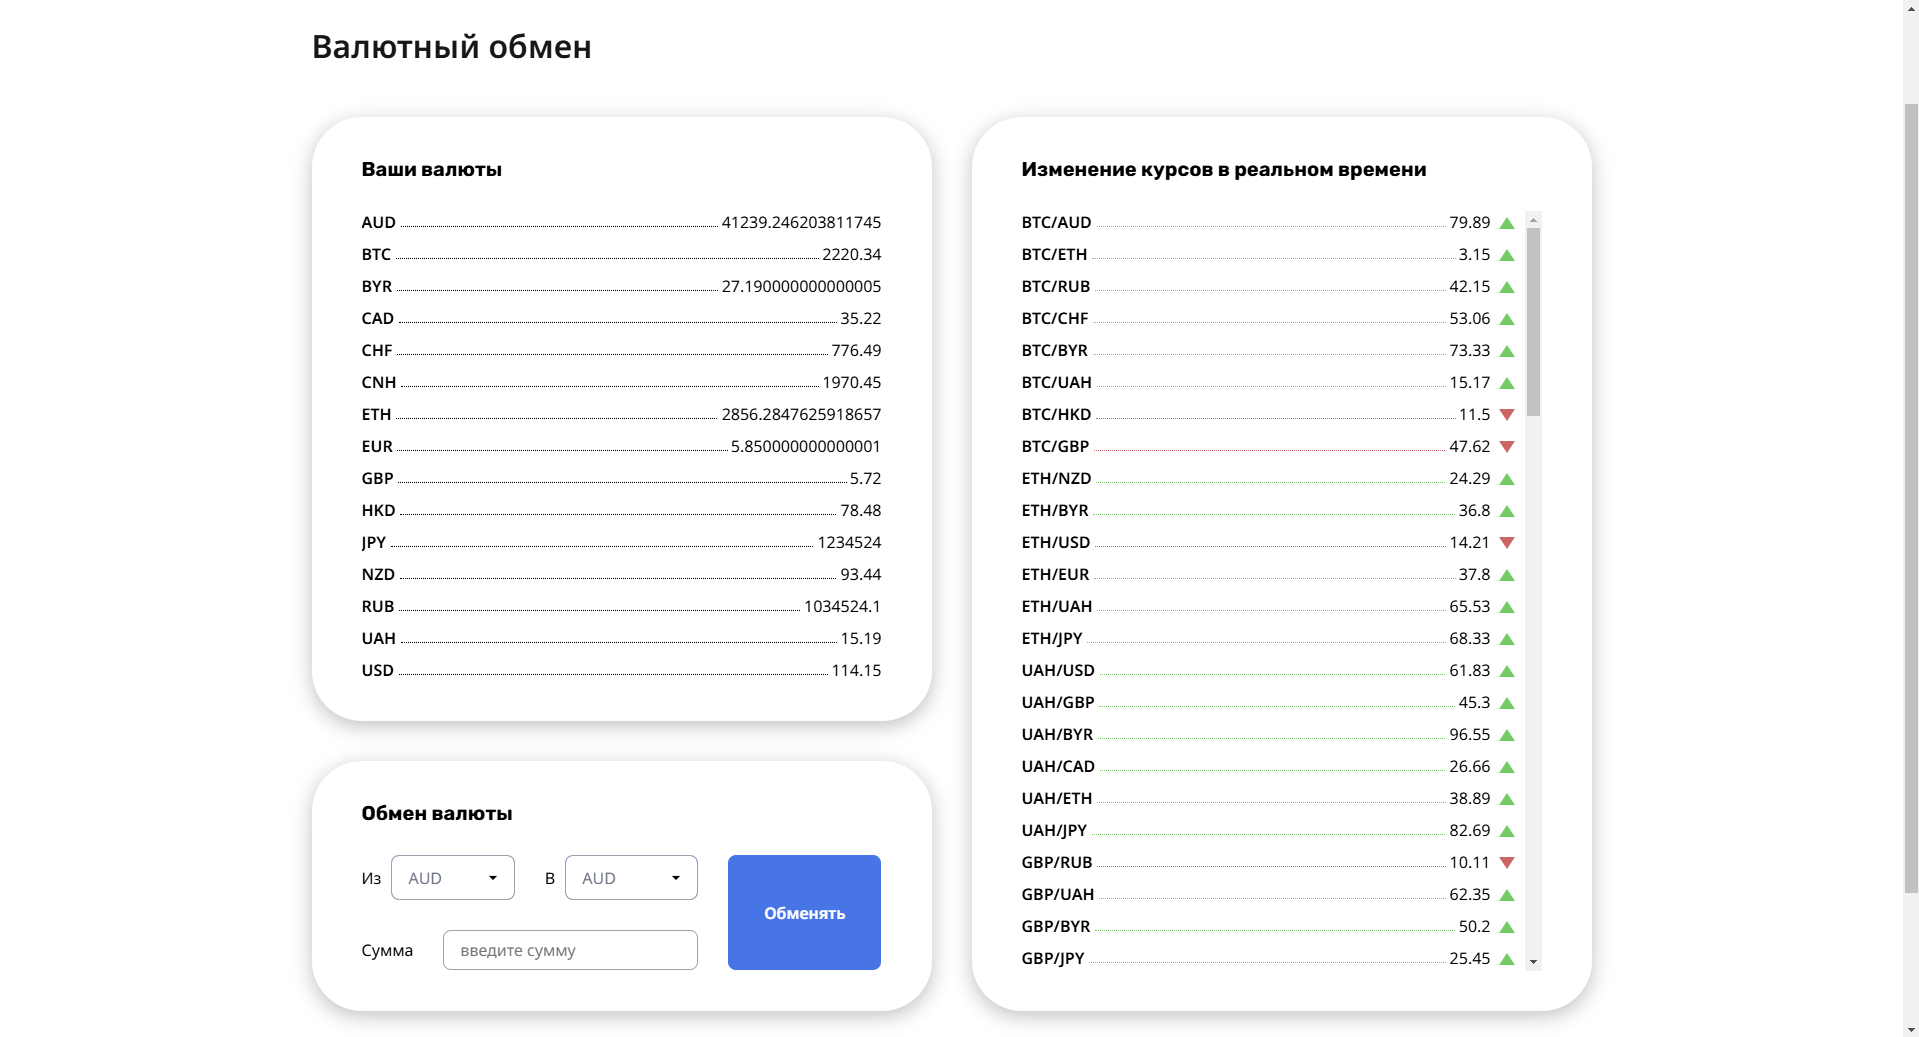 Валютный обмен
Ваши валюты
AUD 41239.246203811745
BTC 2220.34
BYR 27.190000000000005
CAD 35.22
CHF 776.49
CNH 1970.45
ETH 2856.2847625918657
EUR 5.850000000000001
GBP 5.72
HKD 78.48
JPY 1234524
NZD 93.44
RUB 1034524.1
UAH 15.19
USD 114.15
Обмен валюты
Из AUD В AUD
Обменять
Сумма введите сумму
Изменение курсов в реальном времени
BTC/AUD 79.89
BTC/ETH 3.15
BTC/RUB 42.15
BTC/CHF 53.06
BTC/BYR 73.33
BTC/UAH 15.17
BTC/HKD 11.5
BTC/GBP 47.62
ETH/NZD 24.29
ETH/BYR 36.8
ETH/USD 14.21
ETH/EUR 37.8
ETH/UAH 65.53
ETH/JPY 68.33
UAH/USD 61.83
UAH/GBP 45.3
UAH/BYR 96.55
UAH/CAD 26.66
UAH/ETH 38.89
UAH/JPY 82.69
GBP/RUB 10.11
GBP/UAH 62.35
GBP/BYR 50.2
GBP/JPY 25.45